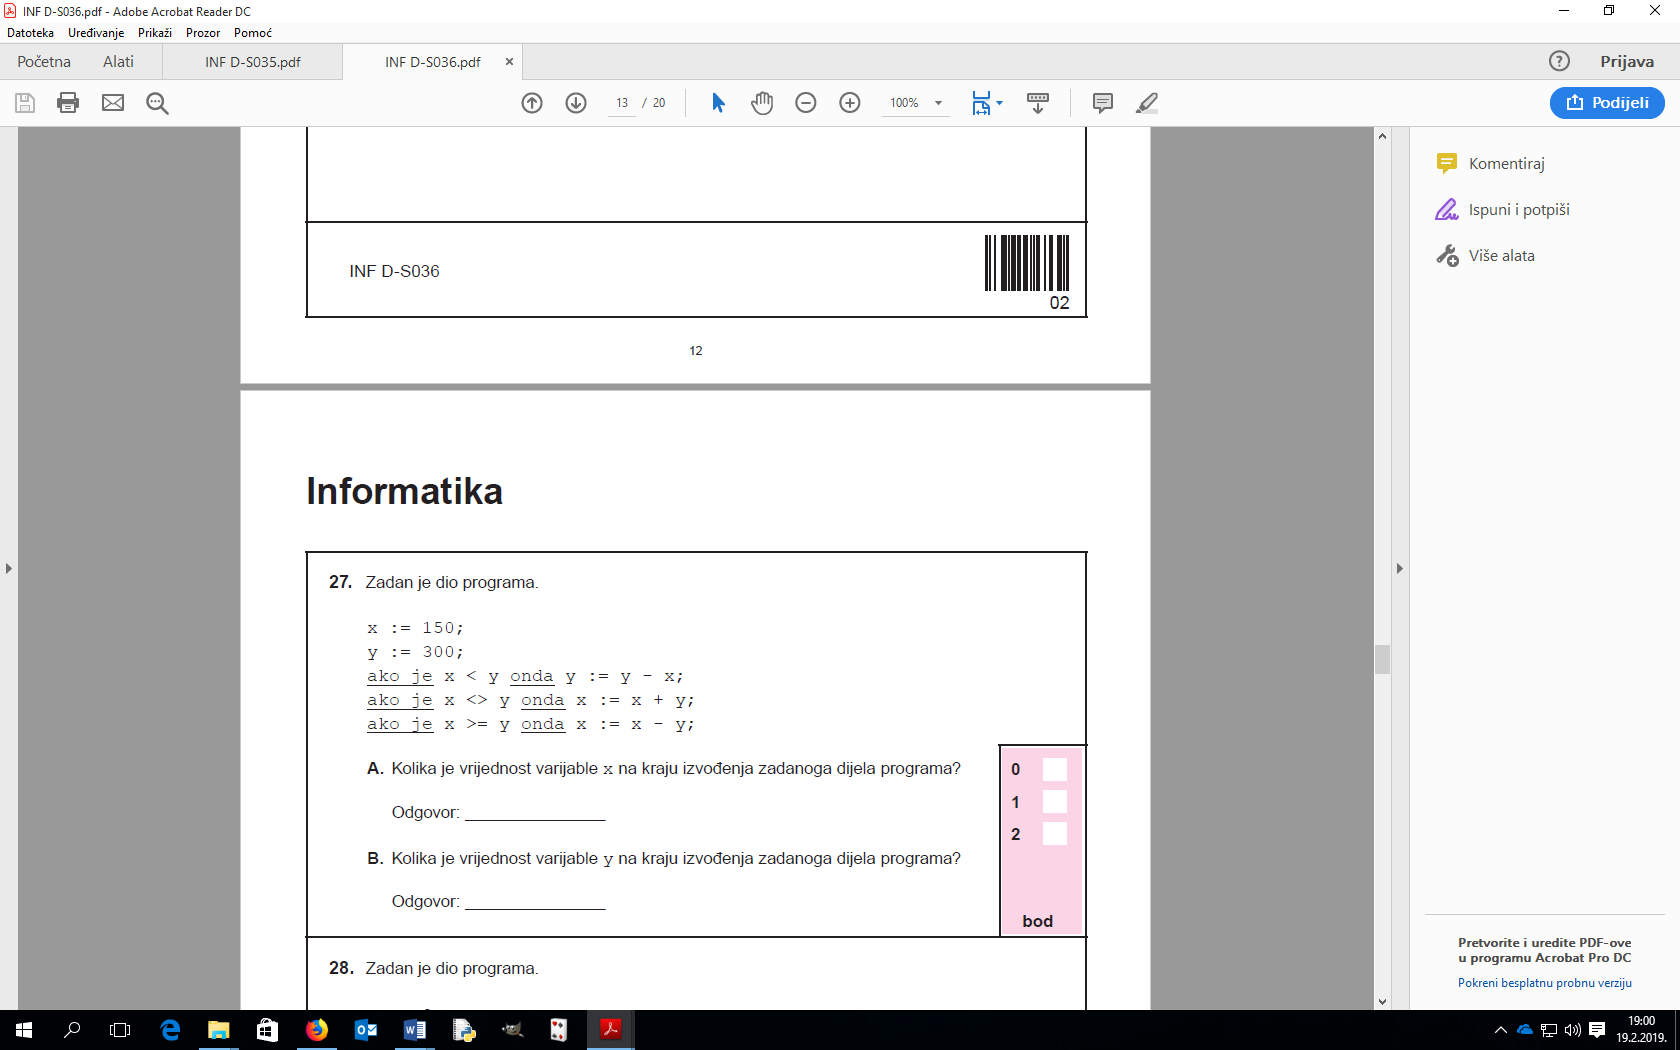 INF D-S036.pdf - Adobe Acrobat Reader DC
Datoteka Uređivanje Prikaži Prozor Pomoć
Početna Alati INF D-S035.pdf INF D-S036.pdf × ? Prijava
13 / 20 100% Podijeli
Komentiraj
Ispuni i potpiši
Više alata
INF D-S036
02
12
Informatika
27. Zadan je dio programa.
x := 150;
y := 300;
ako je x < y onda y := y - x;
ako je x <> y onda x := x + y;
ako je x >= y onda x := x - y;
A. Kolika je vrijednost varijable x na kraju izvođenja zadanoga dijela programa?
Odgovor: _______________
B. Kolika je vrijednost varijable y na kraju izvođenja zadanoga dijela programa?
Odgovor: _______________
0
1
2
bod
28. Zadan je dio programa.
Pretvorite i uredite PDF-ove
u programu Acrobat Pro DC
Pokreni besplatnu probnu verziju
19:00
19.2.2019.